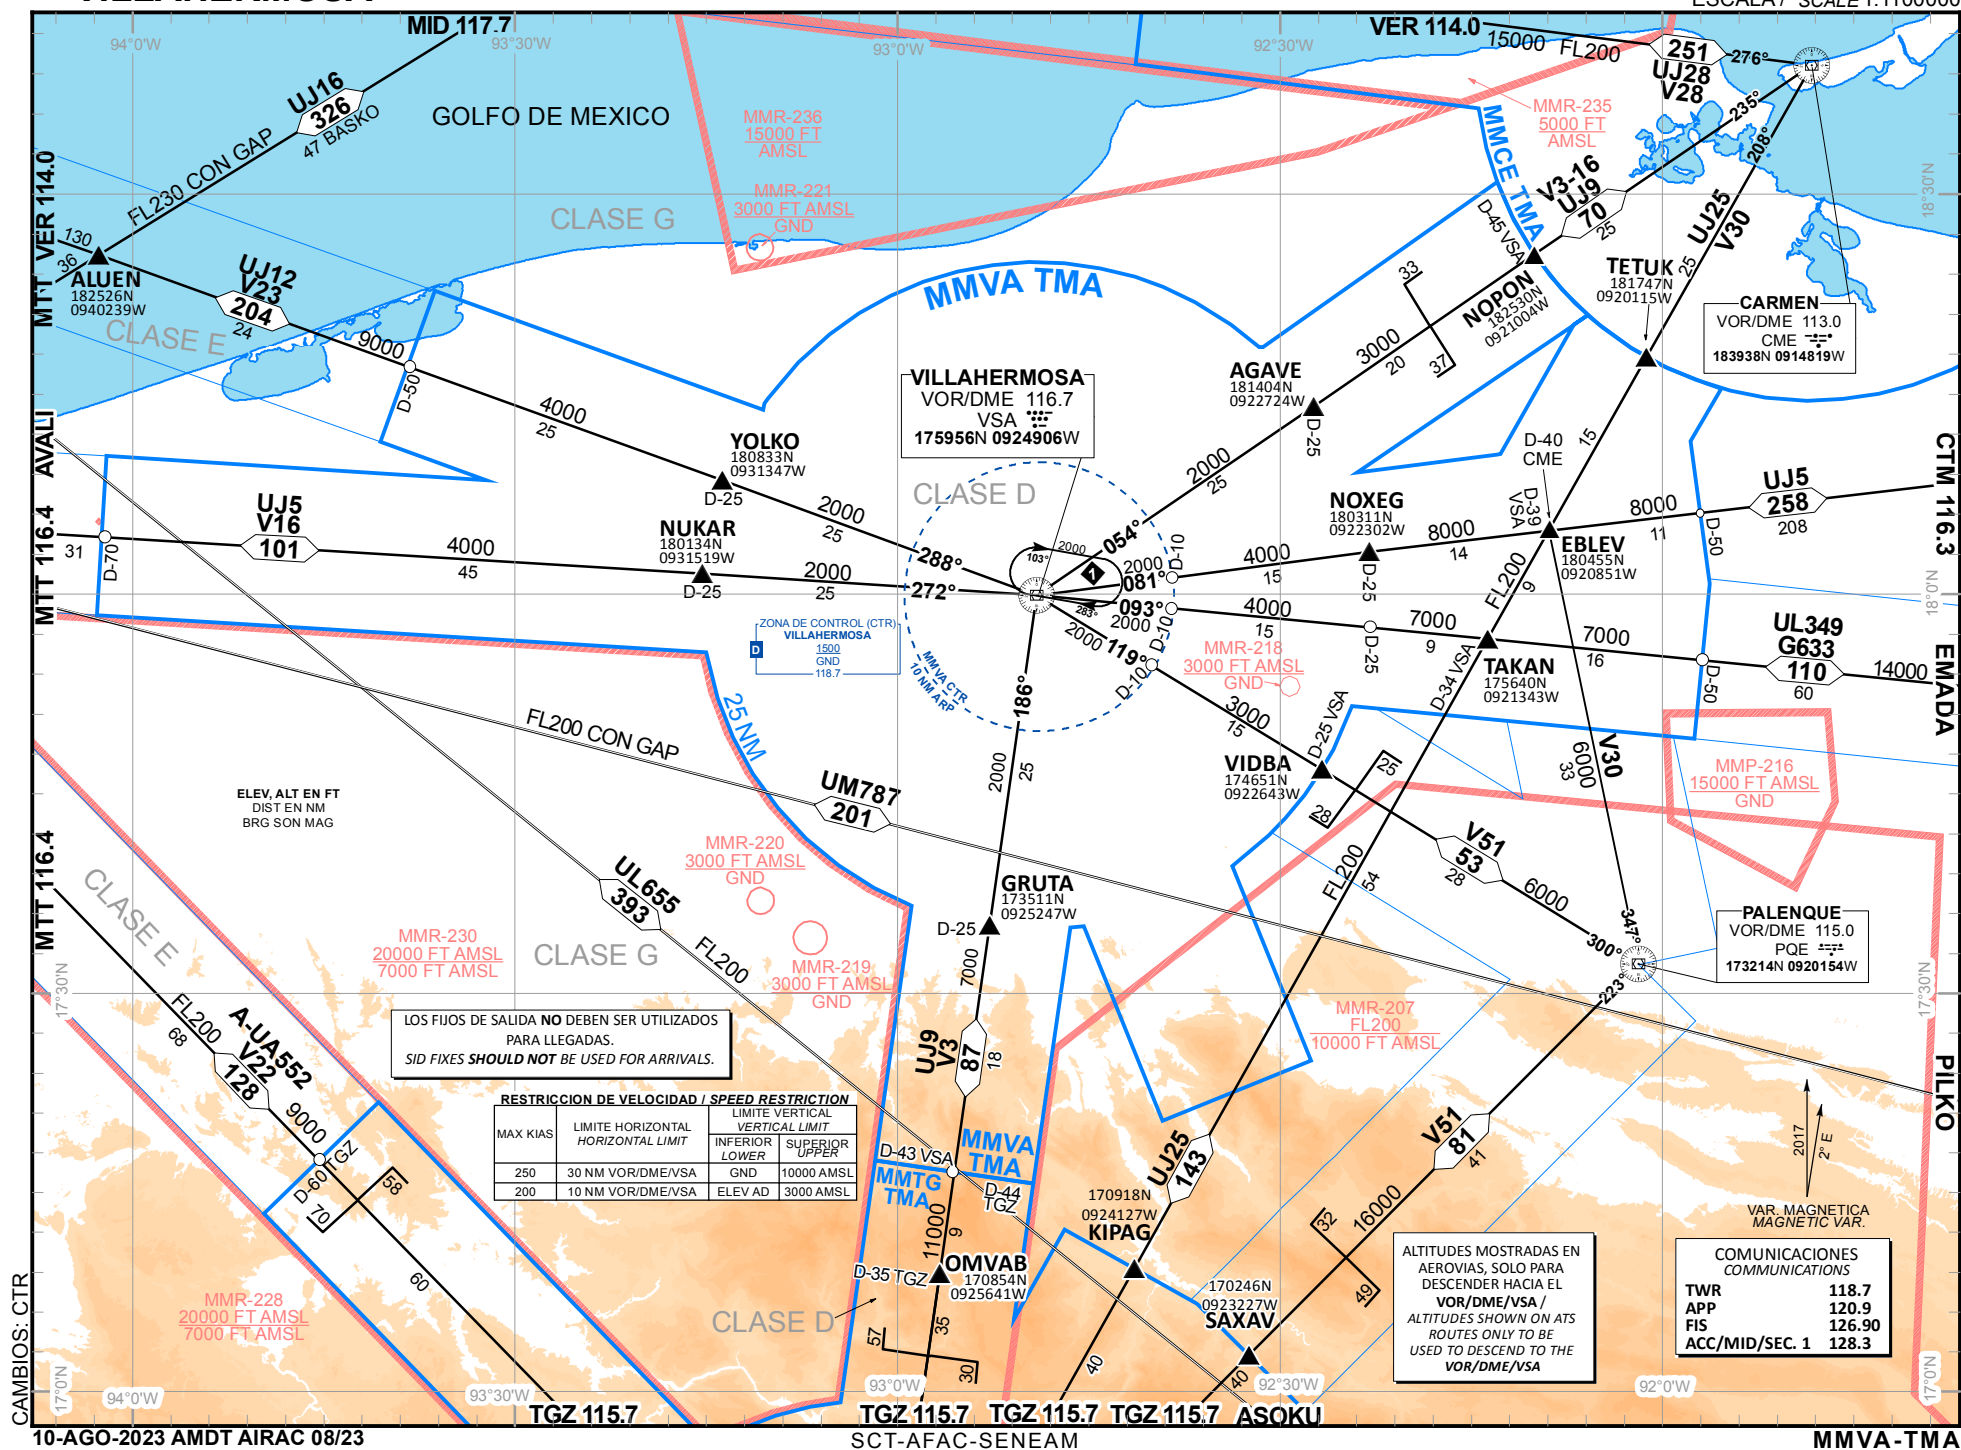 ESCALA / SCALE 1:1100000
94°0'W
93°30'W
93°0'W
92°30'W
MID 117.7
VER 114.0
15000
FL200
251
276°
UJ28
V28
UJ16
326
47 BASKO
FL230 CON GAP
GOLFO DE MEXICO
MMR-236
15000 FT
AMSL
MMR-235
5000 FT
AMSL
MMR-221
3000 FT AMSL
GND
CLASE G
MMCE TMA
235°
208°
V3-16
UJ9
70
25
UJ25
V30
25
18°30'N
D-45 VSA
MTT VER 114.0
130
36
ALUEN
182526N
0940239W
UJ12
V23
204
24
CLASE E
9000
D-50
MMVA TMA
33
37
NOPON
182530N
0921004W
TETUK
181747N
0920115W
CARMEN
VOR/DME 113.0
CME
183938N 0914819W
3000
20
AGAVE
181404N
0922724W
D-25
VILLAHERMOSA
VOR/DME 116.7
VSA
175956N 0924906W
4000
25
YOLKO
180833N
0931347W
D-25
2000
25
CLASE D
2000
25
15
D-40
CME
D-39
VSA
AVALI
MTT 116.4
31
D-70
UJ5
V16
101
4000
45
NUKAR
180134N
0931519W
D-25
2000
25
288°
272°
103°
2000
1
283°
054°
2000
081°
D-10
093°
2000
D-10
2000
119°
D-10
4000
15
NOXEG
180311N
0922302W
D-25
8000
14
EBLEV
180455N
0920851W
8000
11
D-50
UJ5
258
208
CTM 116.3
18°0'N
4000
15
D-25
7000
9
FL200
9
TAKAN
175640N
0921343W
D-34 VSA
7000
16
D-50
UL349
G633
110
60
14000
EMADA
MMR-218
3000 FT AMSL
GND
ZONA DE CONTROL (CTR)
VILLAHERMOSA
D
1500
GND
118.7
MMVA CTR
10 NM ARP
25 NM
186°
2000
25
3000
15
D-25 VSA
VIDBA
174651N
0922643W
25
28
V30
6000
33
MMP-216
15000 FT AMSL
GND
FL200 CON GAP
UM787
201
ELEV, ALT EN FT
DIST EN NM
BRG SON MAG
MTT 116.4
CLASE E
MMR-220
3000 FT AMSL
GND
UL655
393
FL200
GRUTA
173511N
0925247W
D-25
7000
FL200
54
V51
53
28
6000
300°
347°
223°
PALENQUE
VOR/DME 115.0
PQE
173214N 0920154W
MMR-230
20000 FT AMSL
7000 FT AMSL
CLASE G
MMR-219
3000 FT AMSL
GND
MMR-207
FL200
10000 FT AMSL
17°30'N
17°30'N
FL200
68
A-UA552
V22
128
9000
D-60 TGZ
58
70
60
LOS FIJOS DE SALIDA NO DEBEN SER UTILIZADOS
PARA LLEGADAS.
SID FIXES SHOULD NOT BE USED FOR ARRIVALS.
RESTRICCION DE VELOCIDAD / SPEED RESTRICTION
MAX KIAS
LIMITE HORIZONTAL
HORIZONTAL LIMIT
LIMITE VERTICAL
VERTICAL LIMIT
INFERIOR
LOWER
SUPERIOR
UPPER
250 30 NM VOR/DME/VSA GND 10000 AMSL
200 10 NM VOR/DME/VSA ELEV AD 3000 AMSL
UJ9
V3
87
18
D-43 VSA
MMVA
TMA
MMTG
TMA
D-44
TGZ
11000
9
OMVAB
170854N
0925641W
D-35 TGZ
CLASE D
57
30
35
UJ25
143
170918N
0924127W
KIPAG
40
V51
81
41
16000
32
49
170246N
0923227W
SAXAV
40
PILKO
2017
2° E
VAR. MAGNETICA
MAGNETIC VAR.
ALTITUDES MOSTRADAS EN
AEROVIAS, SOLO PARA
DESCENDER HACIA EL
VOR/DME/VSA /
ALTITUDES SHOWN ON ATS
ROUTES ONLY TO BE
USED TO DESCEND TO THE
VOR/DME/VSA
COMUNICACIONES
COMMUNICATIONS
TWR 118.7
APP 120.9
FIS 126.90
ACC/MID/SEC. 1 128.3
MMR-228
20000 FT AMSL
7000 FT AMSL
CAMBIOS: CTR
17°0'N
94°0'W
93°30'W
93°0'W
92°30'W
92°0'W
17°0'N
TGZ 115.7
TGZ 115.7
TGZ 115.7
TGZ 115.7
ASOKU
10-AGO-2023 AMDT AIRAC 08/23
SCT-AFAC-SENEAM
MMVA-TMA